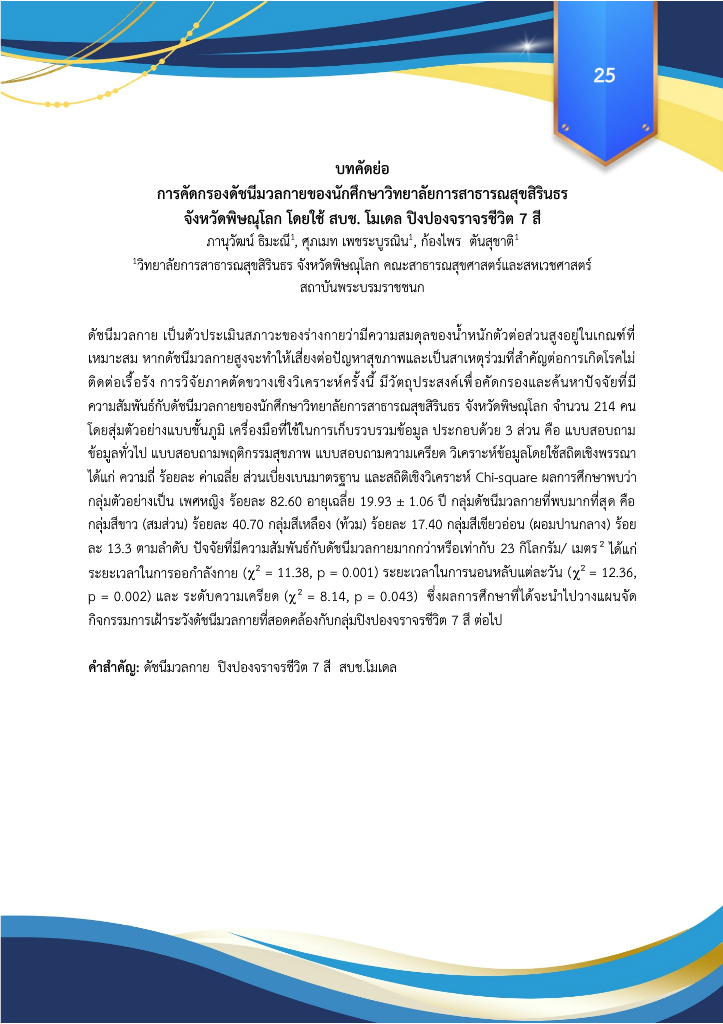 25
บทคัดย่อ
การคัดกรองดัชนีมวลกายของนักศึกษาวิทยาลัยการสาธารณสุขสิรินธร
จังหวัดพิษณุโลก โดยใช้ สบช. โมเดล ปิงปองจราจรชีวิต 7 สี
ภานุวัฒน์ ธิมะณี¹, ศุภเมท เพชระบูรณิน¹, ก้องไพร ตันสุชาติ¹
¹วิทยาลัยการสาธารณสุขสิรินธร จังหวัดพิษณุโลก คณะสาธารณสุขศาสตร์และสหเวชศาสตร์
สถาบันพระบรมราชชนก
ดัชนีมวลกาย เป็นตัวประเมินสภาวะของร่างกายว่ามีความสมดุลของน้ำหนักตัวต่อส่วนสูงอยู่ในเกณฑ์ที่
เหมาะสม หากดัชนีมวลกายสูงจะทำให้เสี่ยงต่อปัญหาสุขภาพและเป็นสาเหตุร่วมที่สำคัญต่อการเกิดโรคไม่
ติดต่อเรื้อรัง การวิจัยภาคตัดขวางเชิงวิเคราะห์ครั้งนี้ มีวัตถุประสงค์เพื่อคัดกรองและค้นหาปัจจัยที่มี
ความสัมพันธ์กับดัชนีมวลกายของนักศึกษาวิทยาลัยการสาธารณสุขสิรินธร จังหวัดพิษณุโลก จำนวน 214 คน
โดยสุ่มตัวอย่างแบบชั้นภูมิ เครื่องมือที่ใช้ในการเก็บรวบรวมข้อมูล ประกอบด้วย 3 ส่วน คือ แบบสอบถาม
ข้อมูลทั่วไป แบบสอบถามพฤติกรรมสุขภาพ แบบสอบถามความเครียด วิเคราะห์ข้อมูลโดยใช้สถิติเชิงพรรณา
ได้แก่ ความถี่ ร้อยละ ค่าเฉลี่ย ส่วนเบี่ยงเบนมาตรฐาน และสถิติเชิงวิเคราะห์ Chi-square ผลการศึกษาพบว่า
กลุ่มตัวอย่างเป็น เพศหญิง ร้อยละ 82.60 อายุเฉลี่ย 19.93 ± 1.06 ปี กลุ่มดัชนีมวลกายที่พบมากที่สุด คือ
กลุ่มสีขาว (สมส่วน) ร้อยละ 40.70 กลุ่มสีเหลือง (ท้วม) ร้อยละ 17.40 กลุ่มสีเขียวอ่อน (ผอมปานกลาง) ร้อย
ละ 13.3 ตามลำดับ ปัจจัยที่มีความสัมพันธ์กับดัชนีมวลกายมากกว่าหรือเท่ากับ 23 กิโลกรัม/ เมตร ² ได้แก่
ระยะเวลาในการออกกำลังกาย (χ² = 11.38, p = 0.001) ระยะเวลาในการนอนหลับแต่ละวัน (χ² = 12.36,
p = 0.002) และ ระดับความเครียด (χ² = 8.14, p = 0.043) ซึ่งผลการศึกษาที่ได้จะนำไปวางแผนจัด
กิจกรรมการเฝ้าระวังดัชนีมวลกายที่สอดคล้องกับกลุ่มปิงปองจราจรชีวิต 7 สี ต่อไป
คำสำคัญ: ดัชนีมวลกาย ปิงปองจราจรชีวิต 7 สี สบช.โมเดล